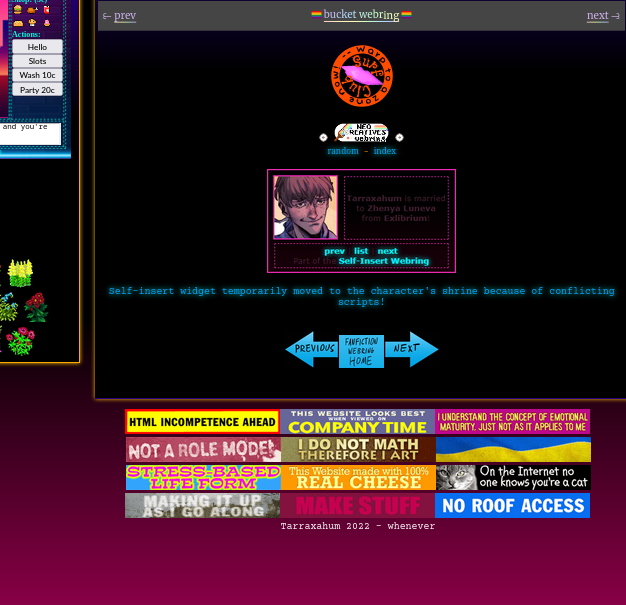 Actions:
Hello
Slots
Wash 10c
Party 20c
and you're
← prev
bucket webring
next →
warp to a zone now! --
Surf Club
NEO
CREATIVES
WEBRING
random - index
Tarraxahum is married
to Zhenya Luneva
from Exlibrium!
prev list next
Part of the Self-Insert Webring
Self-insert widget temporarily moved to the character's shrine because of conflicting
scripts!
PREVIOUS
FANFICTION
WEBRING
HOME
NEXT
HTML INCOMPETENCE AHEAD
THIS WEBSITE LOOKS BEST
WHEN VIEWED ON
COMPANY TIME
I UNDERSTAND THE CONCEPT OF EMOTIONAL
MATURITY. JUST NOT AS IT APPLIES TO ME
NOT A ROLE MODEL
I DO NOT MATH
THEREFORE I ART
STRESS-BASED
LIFE FORM
This Website made with 100%
REAL CHEESE
On the Internet no
one knows you're a cat
MAKING IT UP
AS I GO ALONG
MAKE STUFF
NO ROOF ACCESS
Tarraxahum 2022 - whenever